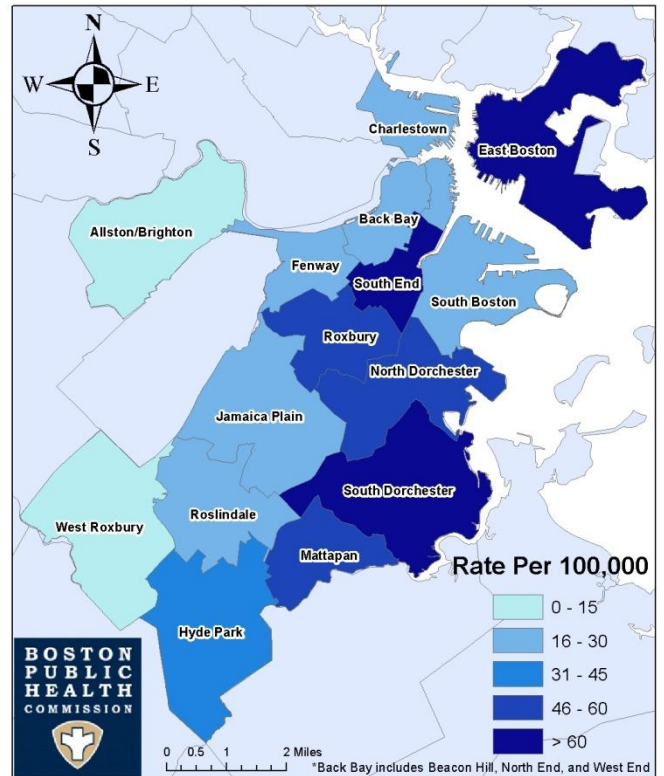 N
W E
S
Charlestown
East Boston
Allston/Brighton
Back Bay
Fenway
South End
South Boston
Roxbury
North Dorchester
Jamaica Plain
South Dorchester
West Roxbury
Roslindale
Mattapan
Hyde Park
Rate Per 100,000
0 - 15
16 - 30
31 - 45
46 - 60
> 60
BOSTON
PUBLIC
HEALTH
COMMISSION
0 0.5 1 2 Miles
*Back Bay includes Beacon Hill, North End, and West End